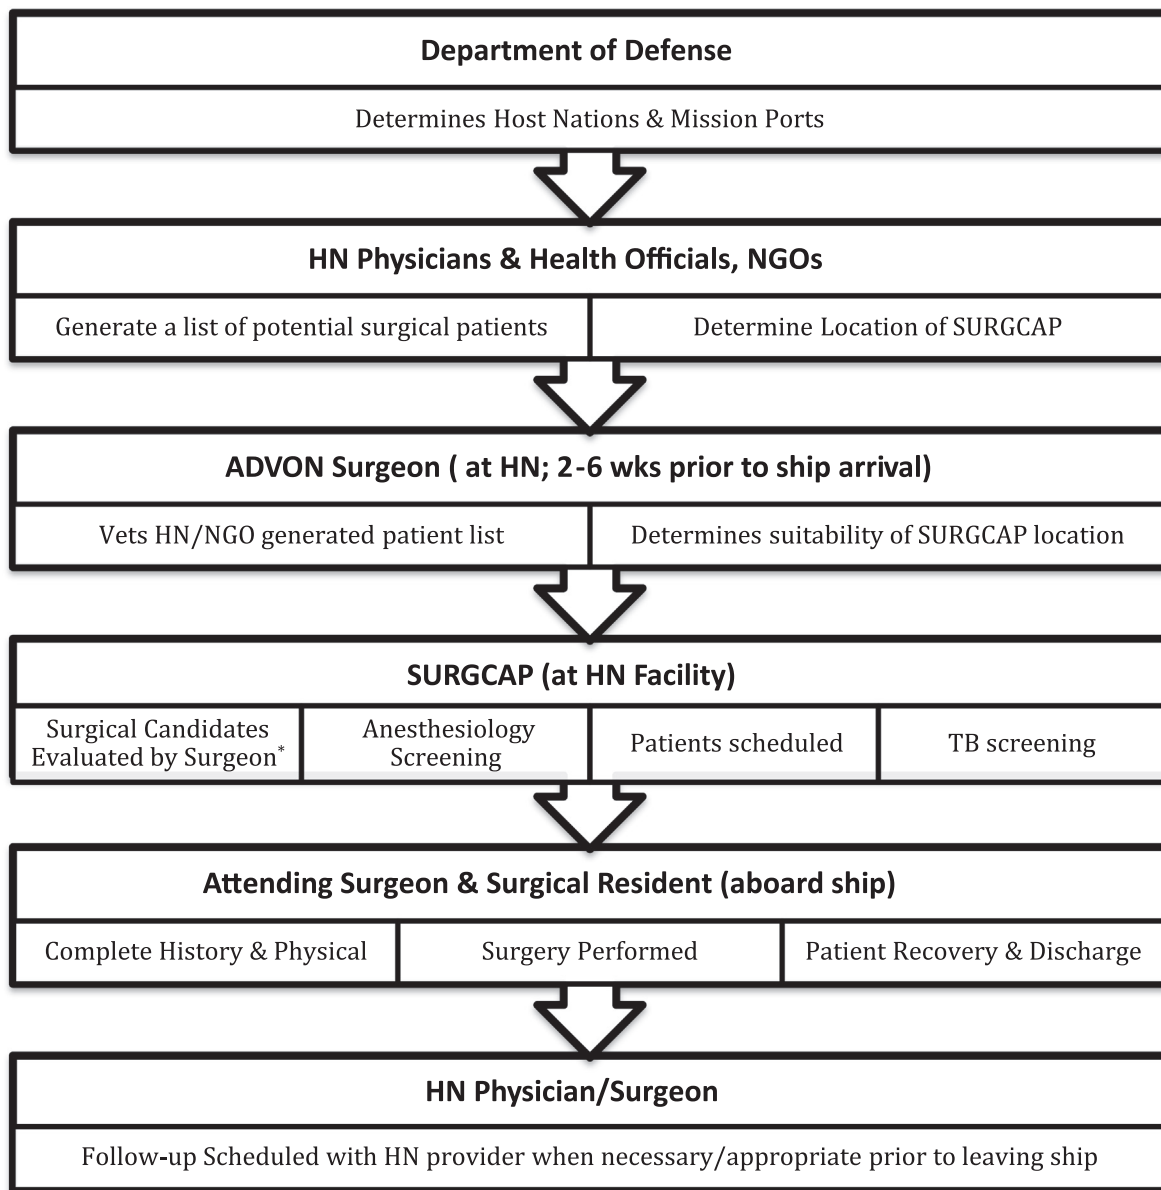 Department of Defense
Determines Host Nations & Mission Ports
HN Physicians & Health Officials, NGOs
Generate a list of potential surgical patients
Determine Location of SURGCAP
ADVON Surgeon ( at HN; 2-6 wks prior to ship arrival)
Vets HN/NGO generated patient list
Determines suitability of SURGCAP location
SURGCAP (at HN Facility)
Surgical Candidates
Evaluated by Surgeon*
Anesthesiology
Screening
Patients scheduled
TB screening
Attending Surgeon & Surgical Resident (aboard ship)
Complete History & Physical
Surgery Performed
Patient Recovery & Discharge
HN Physician/Surgeon
Follow-up Scheduled with HN provider when necessary/appropriate prior to leaving ship